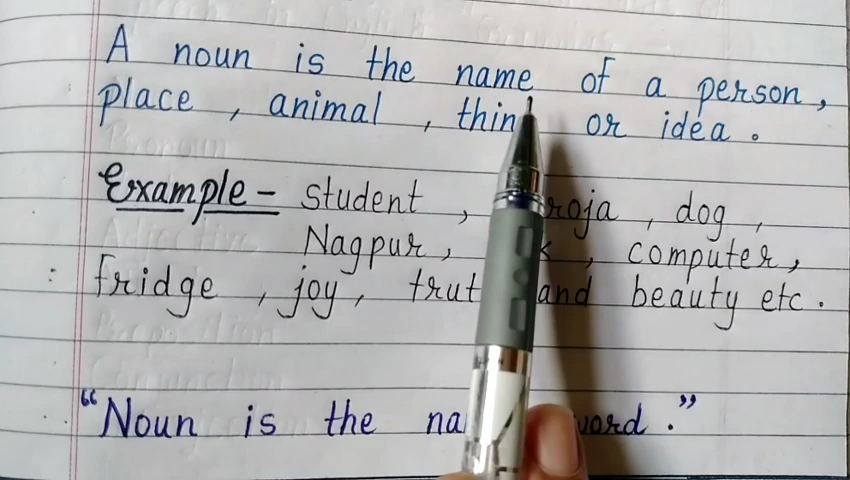 A noun is the name of a person,
place , animal , thin or idea .
Example - student , roja , dog ,
Nagpur , , computer ,
fridge , joy , trut and beauty etc .
"Noun is the na word ."